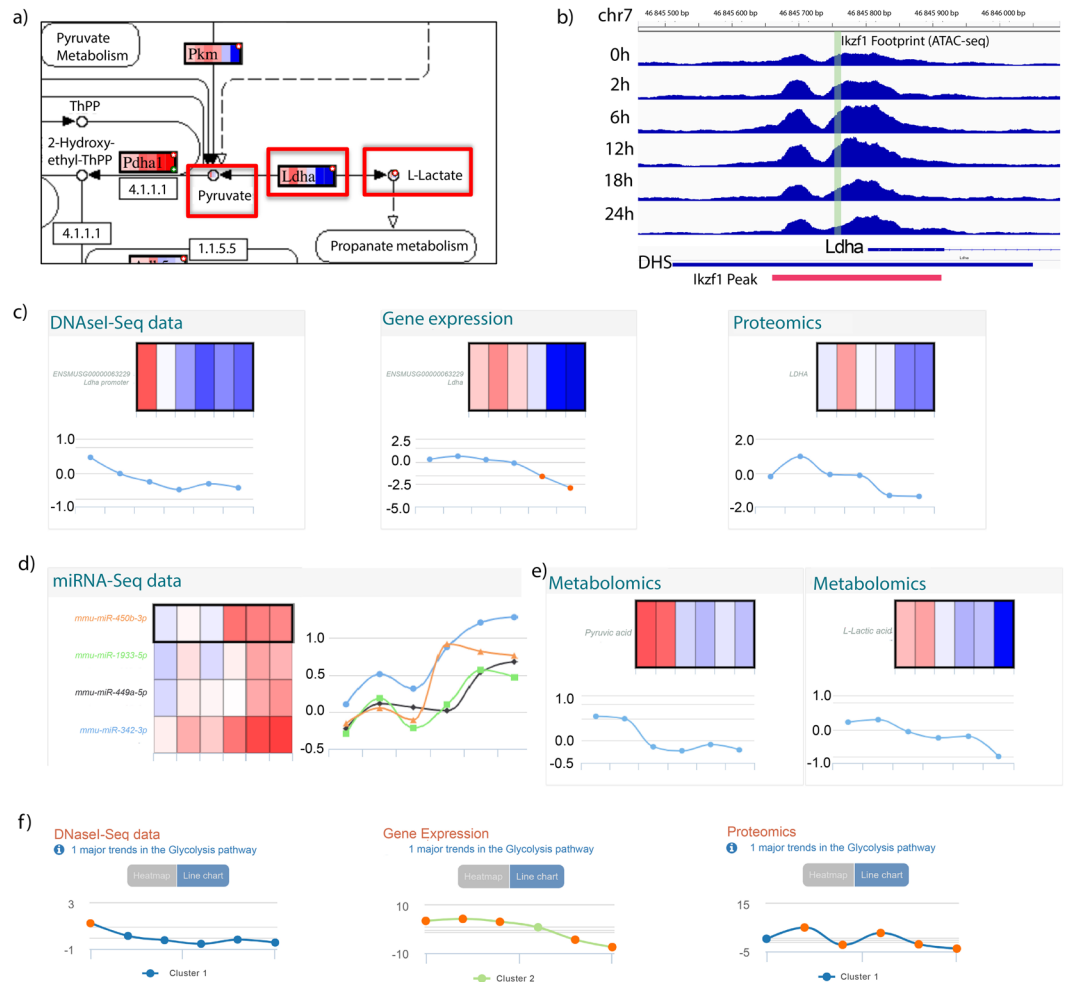 a)
Pyruvate
Metabolism
Pkm
ThPP
2-Hydroxy-
ethyl-ThPP
Pdha1
4.1.1.1
Pyruvate
Ldha
L-Lactate
4.1.1.1
1.1.5.5
Propanate metabolism
b)
chr7
46 845 500 bp
46 845 600 bp
46 845 700 bp
46 845 800 bp
46 845 900 bp
46 846 000 bp
Ikzf1 Footprint (ATAC-seq)
0h
2h
6h
12h
18h
24h
Ldha
Ldha
DHS
Ikzf1 Peak
c)
DNAseI-Seq data
ENSMUSG00000063229
Ldha promoter
1.0
0.0
-1.0
Gene expression
ENSMUSG00000063229
Ldha
2.5
0.0
-2.5
-5.0
Proteomics
LDHA
2.0
0.0
-2.0
d)
miRNA-Seq data
mmu-miR-450b-3p
mmu-miR-1933-5p
mmu-miR-449a-5p
mmu-miR-342-3p
1.0
0.5
0.0
-0.5
e)
Metabolomics
Pyruvic acid
1.0
0.0
-0.5
Metabolomics
L-Lactic acid
1.0
0.0
-1.0
f)
DNaseI-Seq data
1 major trends in the Glycolysis pathway
Heatmap
Line chart
3
-1
Cluster 1
Gene Expression
1 major trends in the Glycolysis pathway
Heatmap
Line chart
10
-10
Cluster 2
Proteomics
1 major trends in the Glycolysis pathway
Heatmap
Line chart
15
-5
Cluster 1